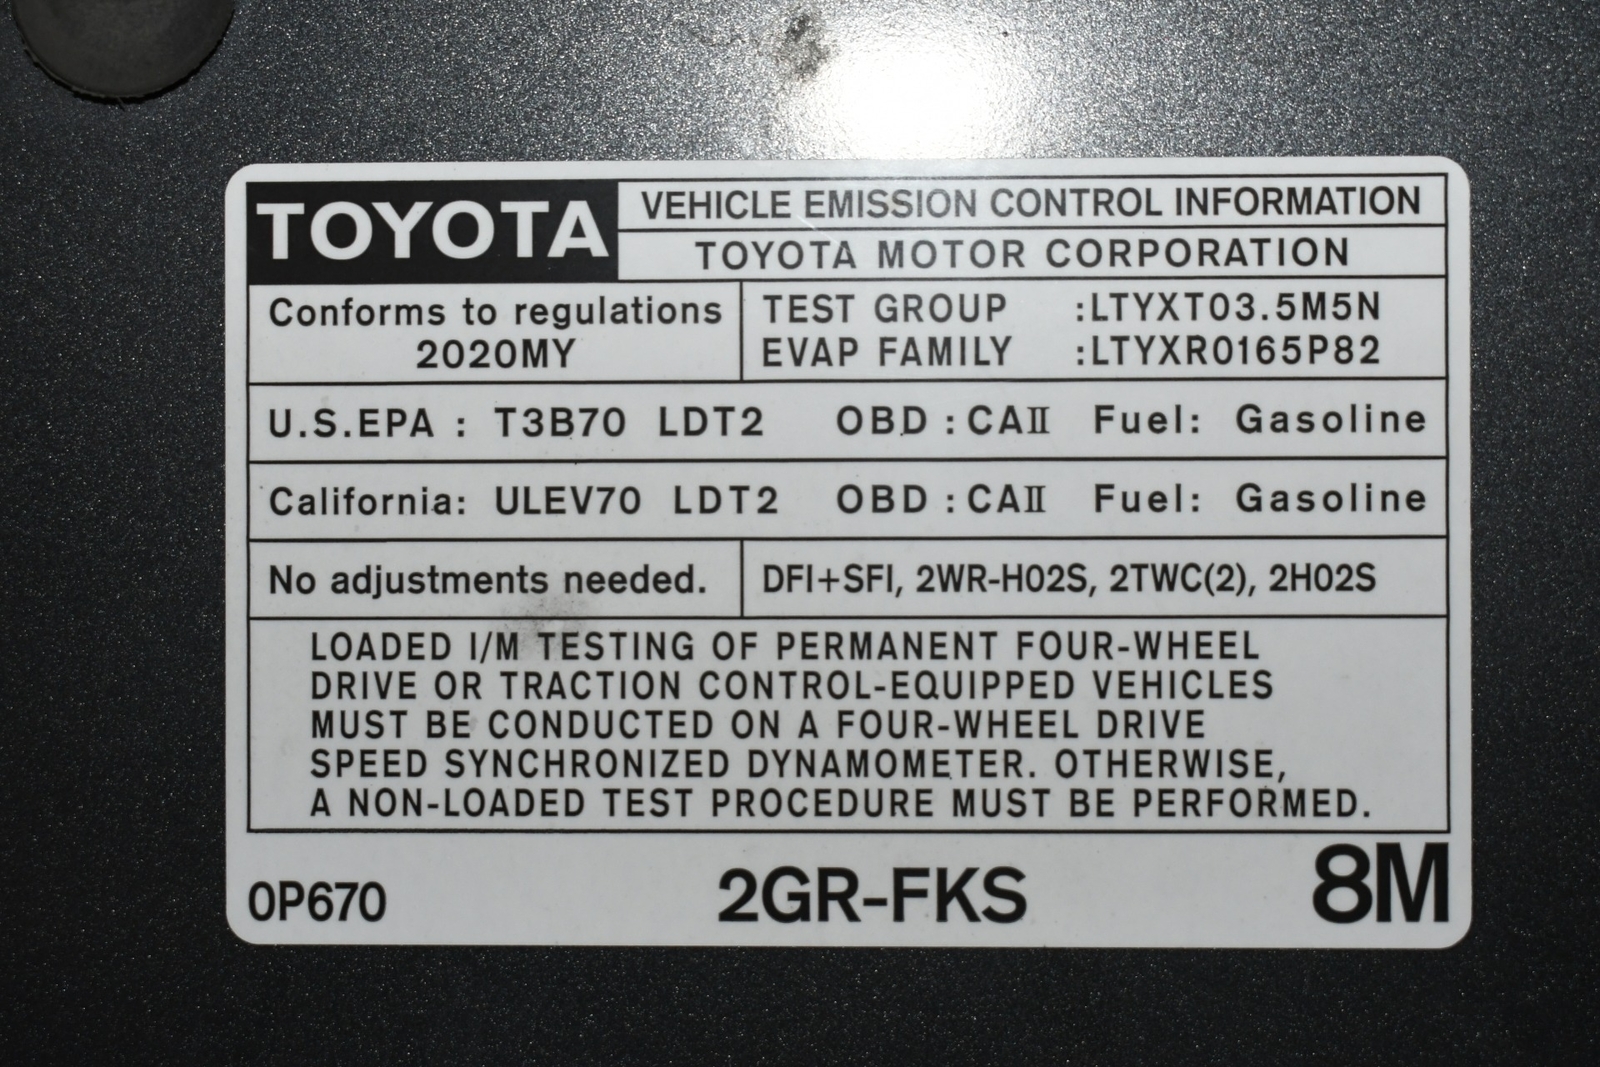 TOYOTA
VEHICLE EMISSION CONTROL INFORMATION
TOYOTA MOTOR CORPORATION
Conforms to regulations
2020MY
TEST GROUP :LTYXT03.5M5N
EVAP FAMILY :LTYXR0165P82
U.S.EPA : T3B70 LDT2 OBD : CAⅡ Fuel: Gasoline
California: ULEV70 LDT2 OBD : CAⅡ Fuel: Gasoline
No adjustments needed.
DFI+SFI, 2WR-HO2S, 2TWC(2), 2HO2S
LOADED I/M TESTING OF PERMANENT FOUR-WHEEL
DRIVE OR TRACTION CONTROL-EQUIPPED VEHICLES
MUST BE CONDUCTED ON A FOUR-WHEEL DRIVE
SPEED SYNCHRONIZED DYNAMOMETER. OTHERWISE,
A NON-LOADED TEST PROCEDURE MUST BE PERFORMED.
0P670
2GR-FKS
8M